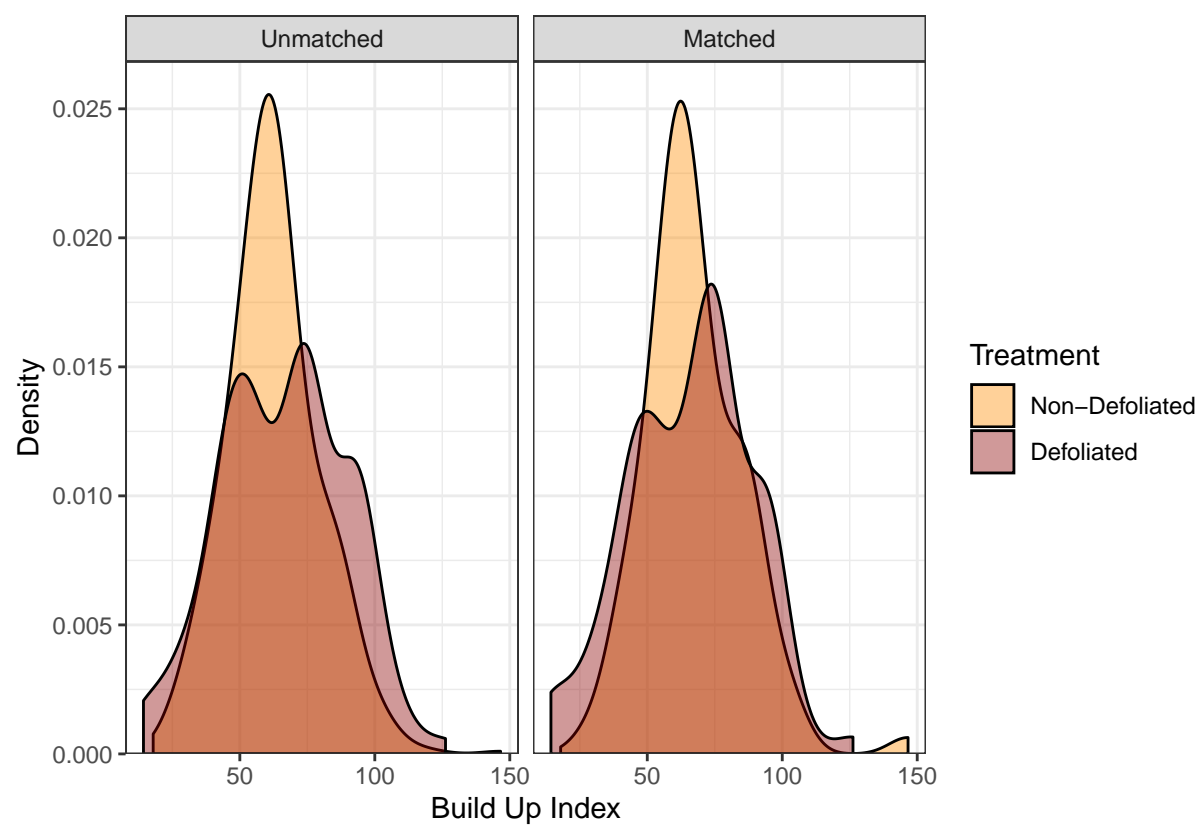 Unmatched
Matched
Density
0.025
0.020
0.015
0.010
0.005
0.000
50 100 150
50 100 150
Build Up Index
Treatment
Non−Defoliated
Defoliated